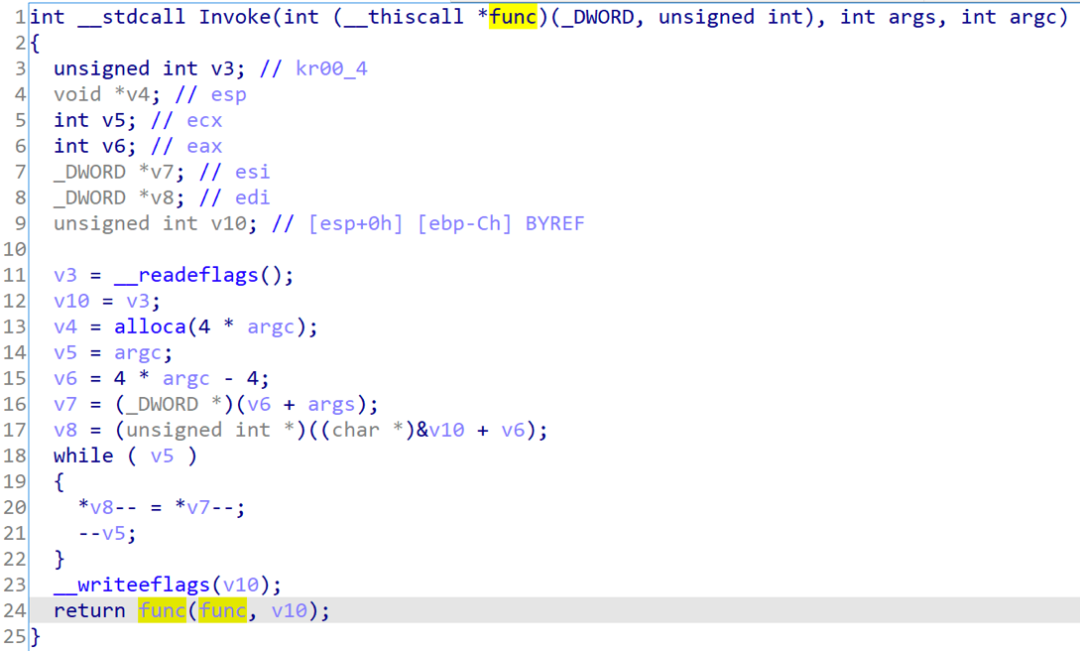 1 int __stdcall Invoke(int (__thiscall *func)(_DWORD, unsigned int), int args, int argc)
2 {
3   unsigned int v3; // kr00_4
4   void *v4; // esp
5   int v5; // ecx
6   int v6; // eax
7   _DWORD *v7; // esi
8   _DWORD *v8; // edi
9   unsigned int v10; // [esp+0h] [ebp-Ch] BYREF
10
11   v3 = __readeflags();
12   v10 = v3;
13   v4 = alloca(4 * argc);
14   v5 = argc;
15   v6 = 4 * argc - 4;
16   v7 = (_DWORD *)(v6 + args);
17   v8 = (unsigned int *)((char *)&v10 + v6);
18   while ( v5 )
19   {
20     *v8-- = *v7--;
21     --v5;
22   }
23   __writeeflags(v10);
24   return func(func, v10);
25 }